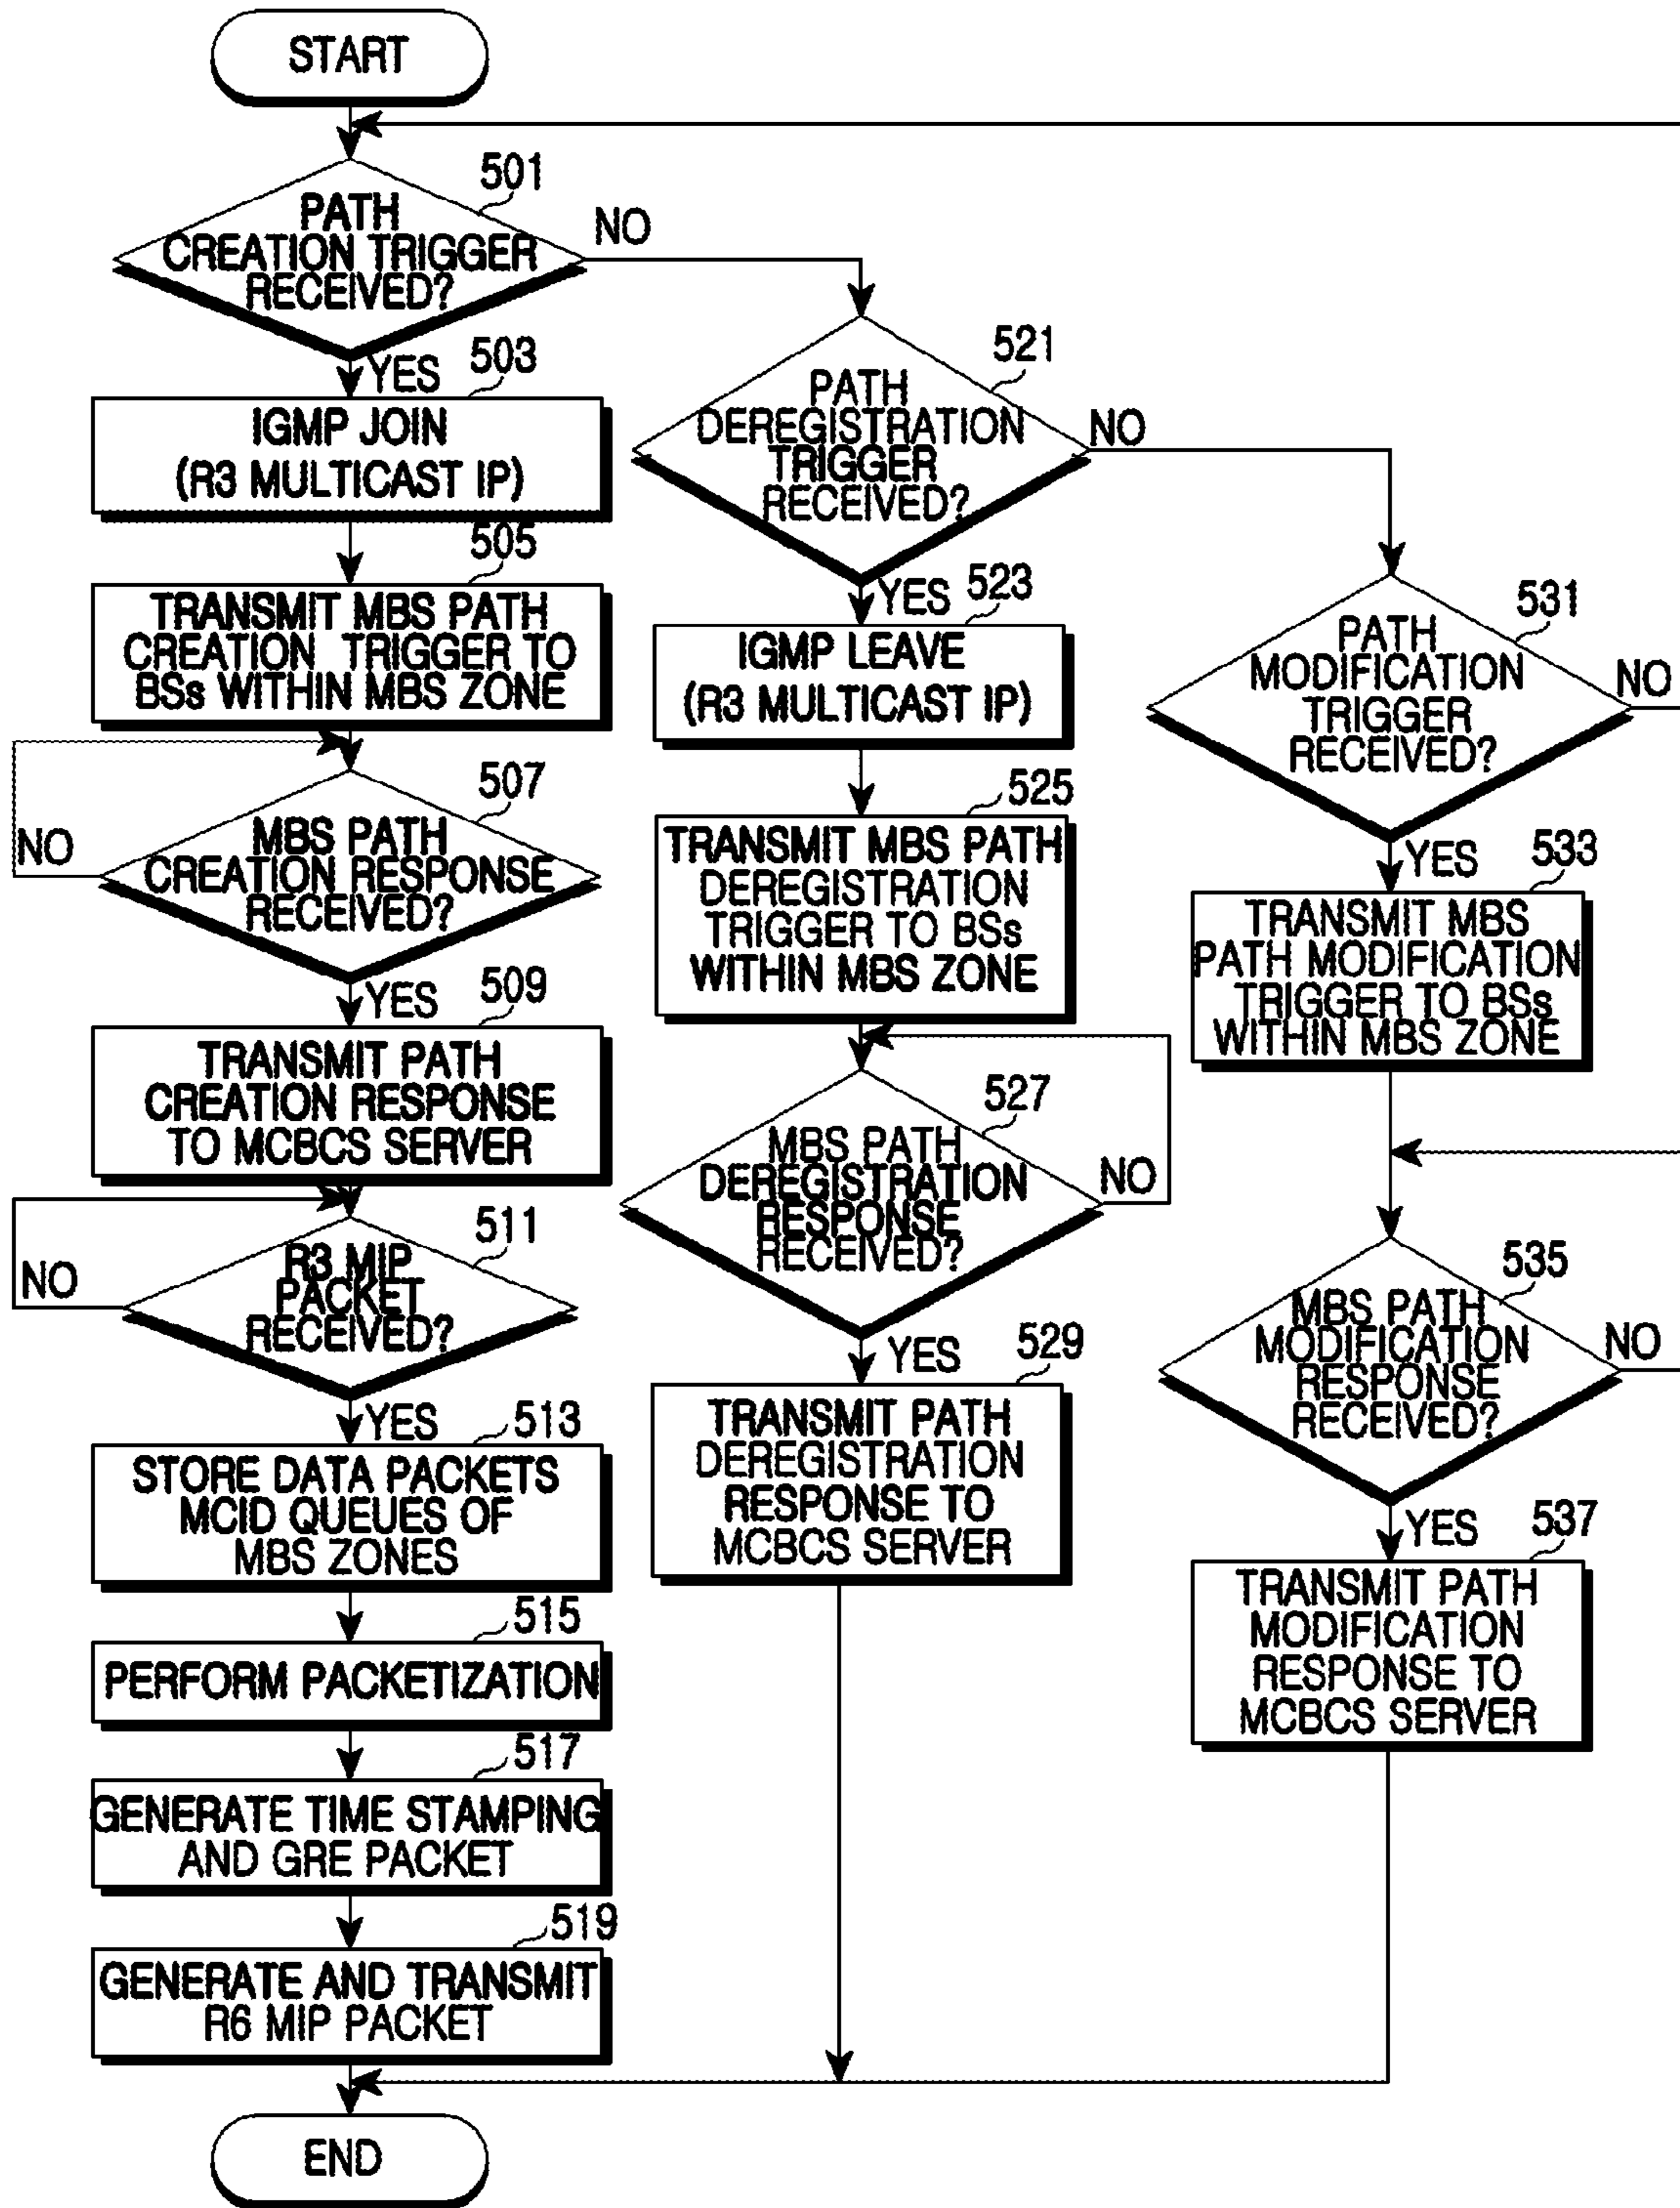 START
501
PATH
CREATION TRIGGER
RECEIVED?
NO
YES
503
IGMP JOIN
(R3 MULTICAST IP)
505
TRANSMIT MBS PATH
CREATION TRIGGER TO
BSs WITHIN MBS ZONE
507
MBS PATH
CREATION RESPONSE
RECEIVED?
NO
YES
509
TRANSMIT PATH
CREATION RESPONSE
TO MCBCS SERVER
511
R3 MIP
PACKET
RECEIVED?
NO
YES
513
STORE DATA PACKETS
MCID QUEUES OF
MBS ZONES
515
PERFORM PACKETIZATION
517
GENERATE TIME STAMPING
AND GRE PACKET
519
GENERATE AND TRANSMIT
R6 MIP PACKET
END
521
PATH
DEREGISTRATION
TRIGGER
RECEIVED?
NO
YES
523
IGMP LEAVE
(R3 MULTICAST IP)
525
TRANSMIT MBS PATH
DEREGISTRATION
TRIGGER TO BSs
WITHIN MBS ZONE
527
MBS PATH
DEREGISTRATION
RESPONSE
RECEIVED?
NO
YES
529
TRANSMIT PATH
DEREGISTRATION
RESPONSE TO
MCBCS SERVER
531
PATH
MODIFICATION
TRIGGER
RECEIVED?
NO
YES
533
TRANSMIT MBS
PATH MODIFICATION
TRIGGER TO BSs
WITHIN MBS ZONE
535
MBS PATH
MODIFICATION
RESPONSE
RECEIVED?
NO
YES
537
TRANSMIT PATH
MODIFICATION
RESPONSE TO
MCBCS SERVER